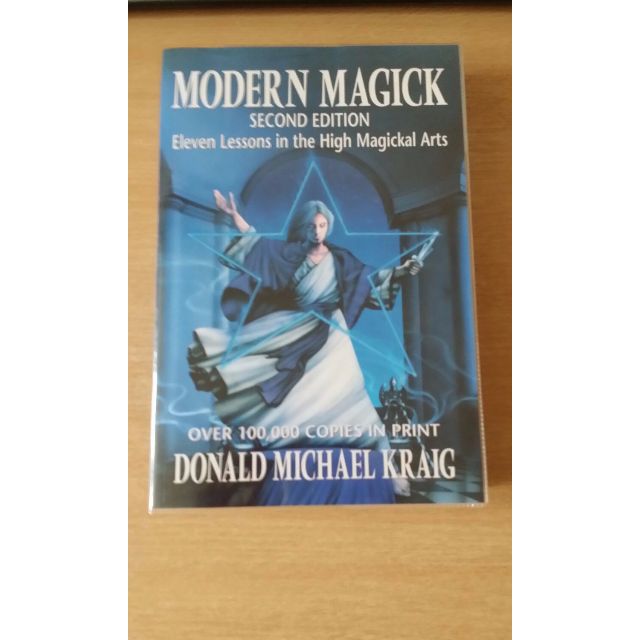 MODERN MAGICK
SECOND EDITION
Eleven Lessons in the High Magickal Arts
OVER 100,000 COPIES IN PRINT
DONALD MICHAEL KRAIG